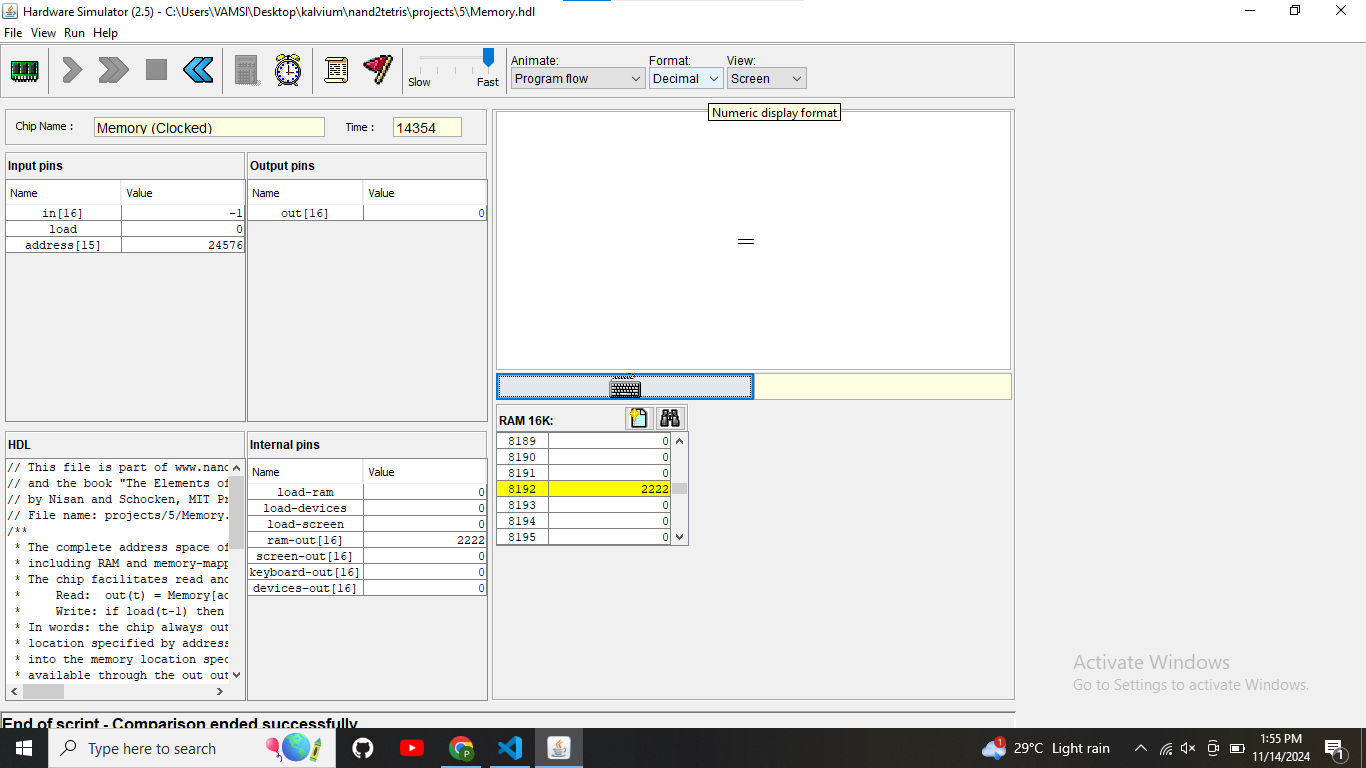 Hardware Simulator (2.5) - C:\Users\VAMSI\Desktop\kalvium\nand2tetris\projects\5\Memory.hdl
File View Run Help
Slow Fast
Animate: Format: View:
Program flow Decimal Screen
Numeric display format
Chip Name : Memory (Clocked) Time : 14354
Input pins
Name Value
in[16] -1
load 0
address[15] 24576
Output pins
Name Value
out[16] 0
HDL
// This file is part of www.nand
// and the book "The Elements of
// by Nisan and Schocken, MIT Pr
// File name: projects/5/Memory.
/**
* The complete address space of
* including RAM and memory-mapp
* The chip facilitates read and
* Read: out(t) = Memory[ad
* Write: if load(t-1) then
* In words: the chip always out
* location specified by address
* into the memory location spec
* available through the out out
Internal pins
Name Value
load-ram 0
load-devices 0
load-screen 0
ram-out[16] 2222
screen-out[16] 0
keyboard-out[16] 0
devices-out[16] 0
RAM 16K:
8189 0
8190 0
8191 0
8192 2222
8193 0
8194 0
8195 0
Activate Windows
Go to Settings to activate Windows.
End of script - Comparison ended successfully
Type here to search
P
29°C Light rain
1:55 PM
11/14/2024
1
1